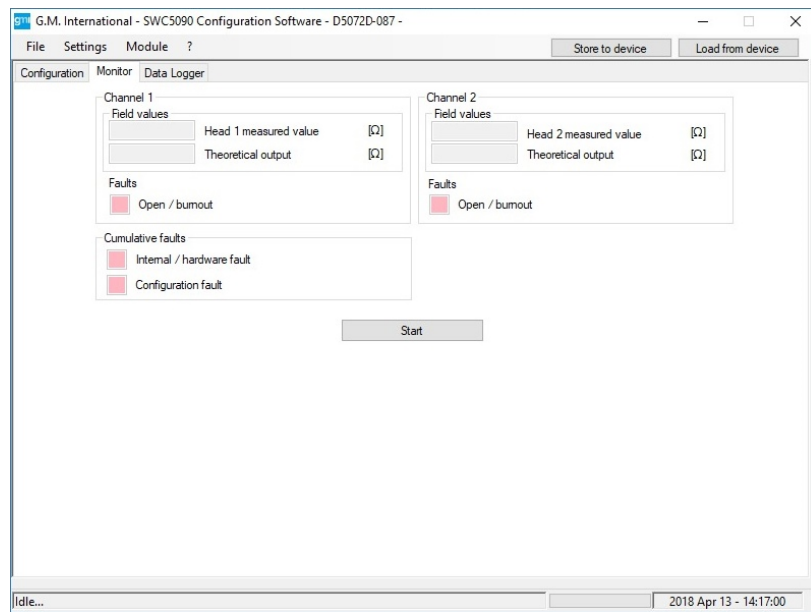 gmi G.M. International - SWC5090 Configuration Software - D5072D-087 -
File Settings Module ? Store to device Load from device
Configuration Monitor Data Logger
Channel 1
Field values
Head 1 measured value [Ω]
Theoretical output [Ω]
Faults
Open / burnout
Channel 2
Field values
Head 2 measured value [Ω]
Theoretical output [Ω]
Faults
Open / burnout
Cumulative faults
Internal / hardware fault
Configuration fault
Start
Idle... 2018 Apr 13 - 14:17:00